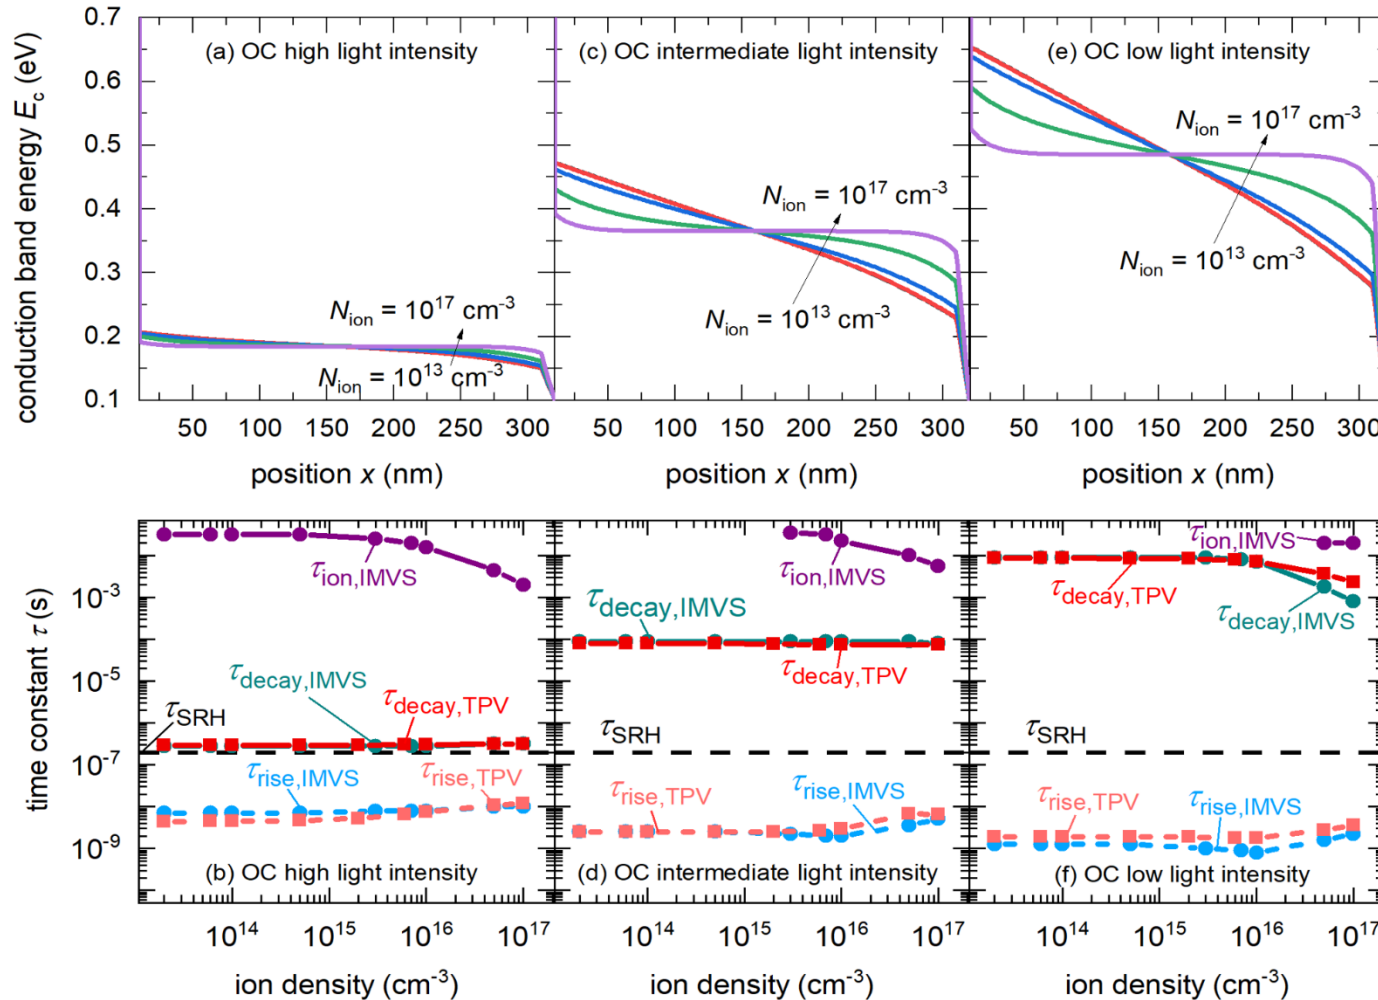 conduction band energy Ec (eV)
0.7
0.6
0.5
0.4
0.3
0.2
0.1
(a) OC high light intensity
Nion = 10^17 cm-3
Nion = 10^13 cm-3
50 100 150 200 250 300
position x (nm)
(c) OC intermediate light intensity
Nion = 10^17 cm-3
Nion = 10^13 cm-3
50 100 150 200 250 300
position x (nm)
(e) OC low light intensity
Nion = 10^17 cm-3
Nion = 10^13 cm-3
50 100 150 200 250 300
position x (nm)
time constant τ (s)
10^-3
10^-5
10^-7
10^-9
τion,IMVS
τdecay,IMVS
τdecay,TPV
τSRH
τrise,IMVS
τrise,TPV
(b) OC high light intensity
10^14 10^15 10^16 10^17
ion density (cm-3)
τion,IMVS
τdecay,IMVS
τdecay,TPV
τSRH
τrise,TPV
τrise,IMVS
(d) OC intermediate light intensity
10^14 10^15 10^16 10^17
ion density (cm-3)
τion,IMVS
τdecay,TPV
τdecay,IMVS
τSRH
τrise,TPV
τrise,IMVS
(f) OC low light intensity
10^14 10^15 10^16 10^17
ion density (cm-3)